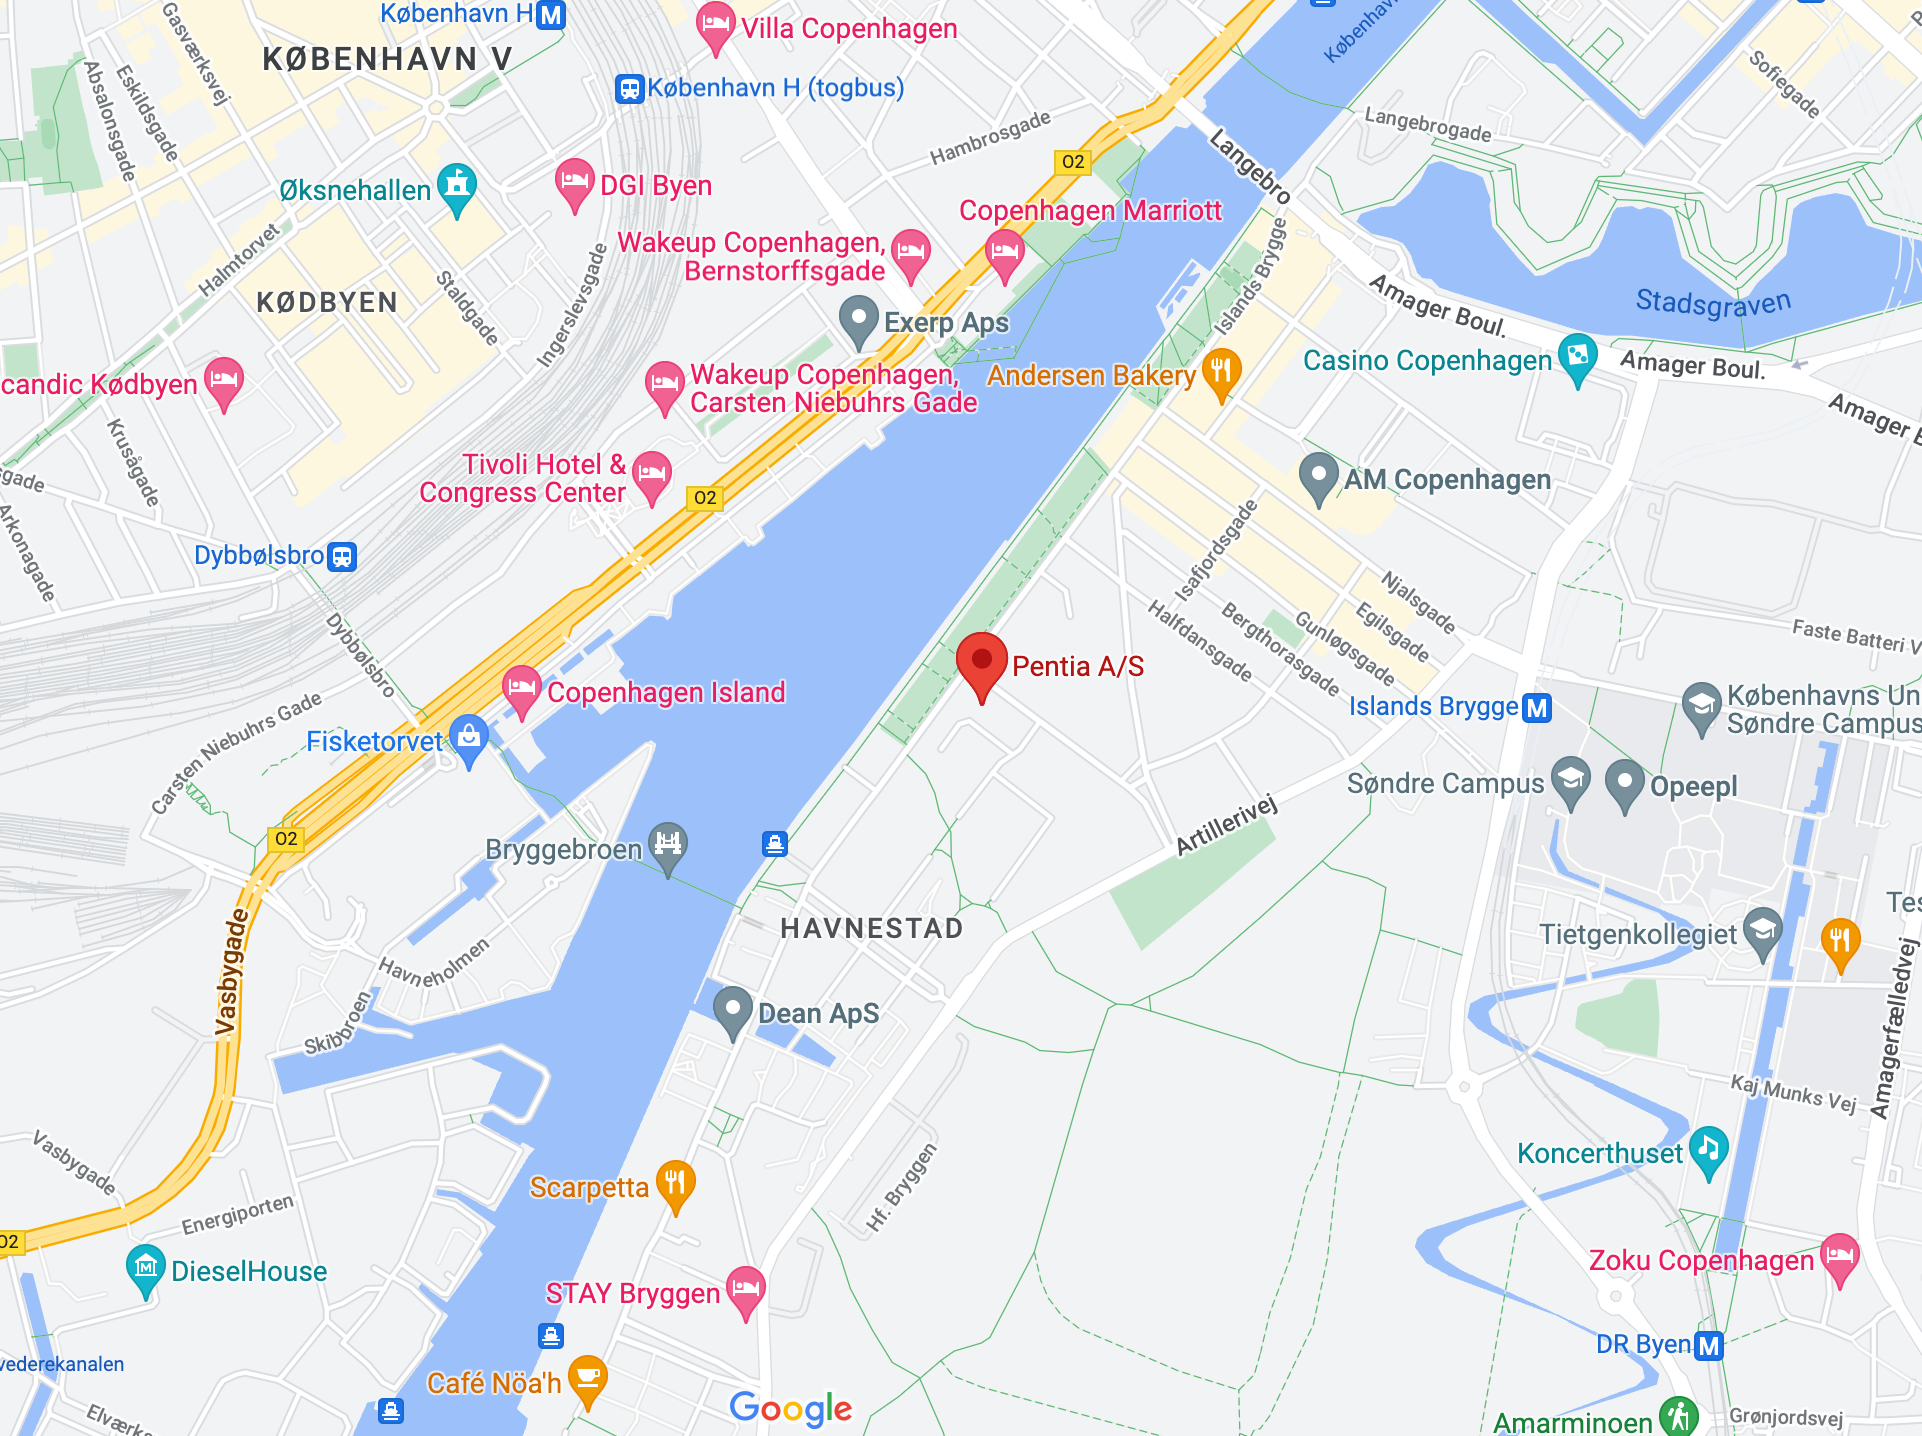 København H
Villa Copenhagen
København
KØBENHAVN V
København H (togbus)
Gasværksvej
Absalonsgade
Eskildsgade
Sofiegade
Hambrosgade
Langebrogade
Langebro
O2
Øksnehallen
DGI Byen
Copenhagen Marriott
Wakeup Copenhagen,
Bernstorffsgade
Halmtorvet
Islands Brygge
KØDBYEN
Staldgade
Ingerslevsgade
Exerp Aps
Amager Boul.
Stadsgraven
Casino Copenhagen
Amager Boul.
Andersen Bakery
candic Kødbyen
Wakeup Copenhagen,
Carsten Niebuhrs Gade
Krusågade
Tivoli Hotel &
Congress Center
O2
AM Copenhagen
sgade
Arkonagade
Dybbølsbro
Isafjordsgade
Njalsgade
Egilsgade
Gunløgsgade
Bergthorasgade
Halfdansgade
Faste Batteri V
Dybbølsbro
Pentia A/S
Copenhagen Island
Islands Brygge
Københavns Un
Søndre Campus
Carsten Niebuhrs Gade
Fisketorvet
Søndre Campus
Opeepl
O2
Bryggebroen
Artillerivej
HAVNESTAD
Tietgenkollegiet
Vasbygade
Havneholmen
Skibbroen
Dean ApS
Amagerfælledvej
Kaj Munks Vej
Vasbygade
Koncerthuset
Scarpetta
Hf. Bryggen
Energiporten
O2
DieselHouse
Zoku Copenhagen
STAY Bryggen
DR Byen
vederekanalen
Café Nöa'h
Google
Elværks
Amarminoen
Grønjordsvej